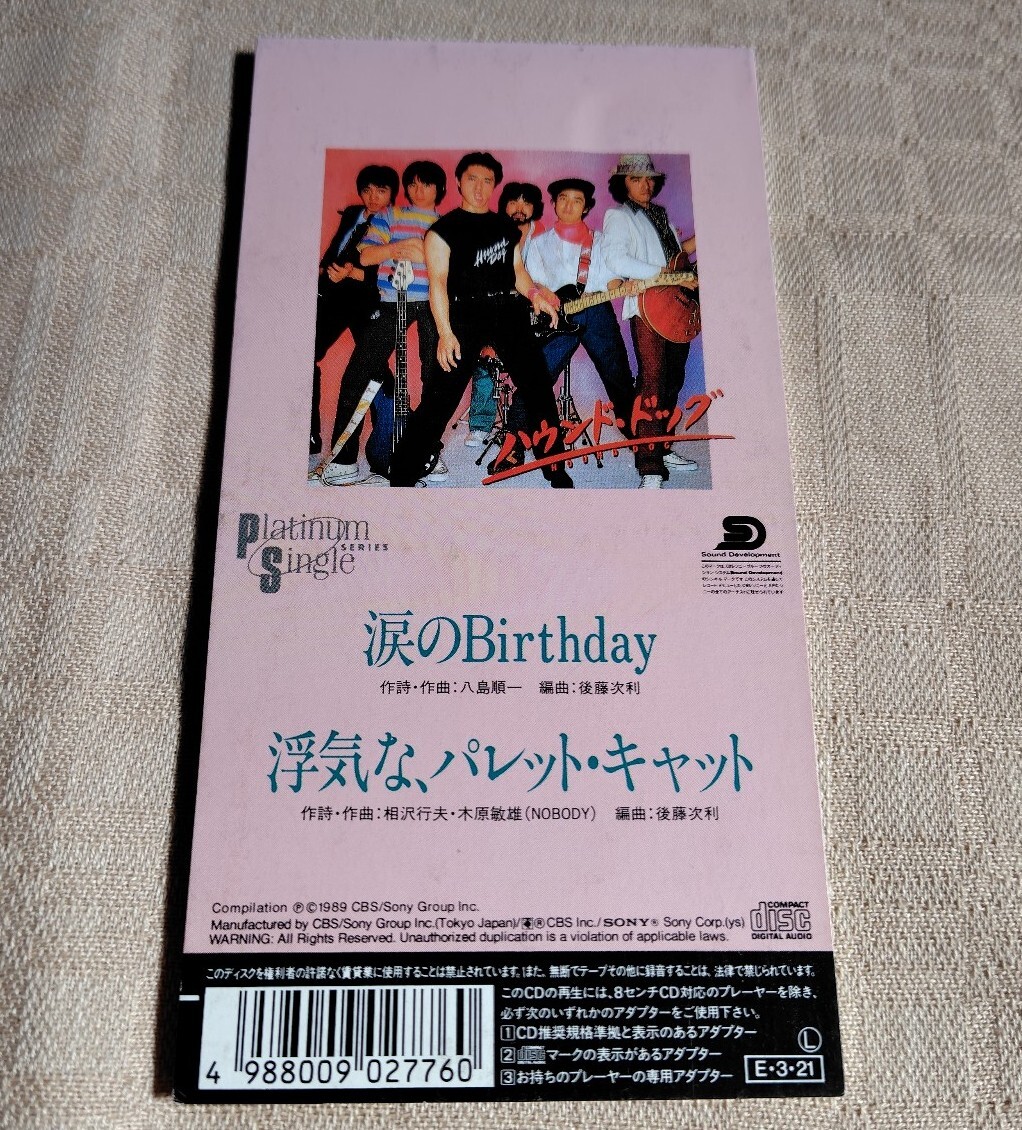 Hound Dog
ハウンド・ドッグ
HOUNDDOG
Platinum
SERIES
Single
SD
Sound Development
涙のBirthday
作詩・作曲:八島順一 編曲:後藤次利
浮気な、パレット・キャット
作詩・作曲:相沢行夫・木原敏雄(NOBODY) 編曲:後藤次利
Compilation ℗©1989 CBS/Sony Group Inc.
Manufactured by CBS/Sony Group Inc.(Tokyo Japan)/®CBS Inc./SONY® Sony Corp.(ys)
WARNING: All Rights Reserved. Unauthorized duplication is a violation of applicable laws.
COMPACT
disc
DIGITAL AUDIO
このディスクを権利者の許諾なく賃貸業に使用することは禁止されています。また、無断でテープその他に録音することは、法律で禁じられています。
このCDの再生には、8センチCD対応のプレーヤーを除き、
必ず次のいずれかのアダプターをご使用下さい。
1 CD推奨規格準拠と表示のあるアダプター
2 COMPACT disc DIGITAL AUDIO マークの表示があるアダプター
3 お持ちのプレーヤーの専用アダプター
L
E・3・21
4 988009 027760